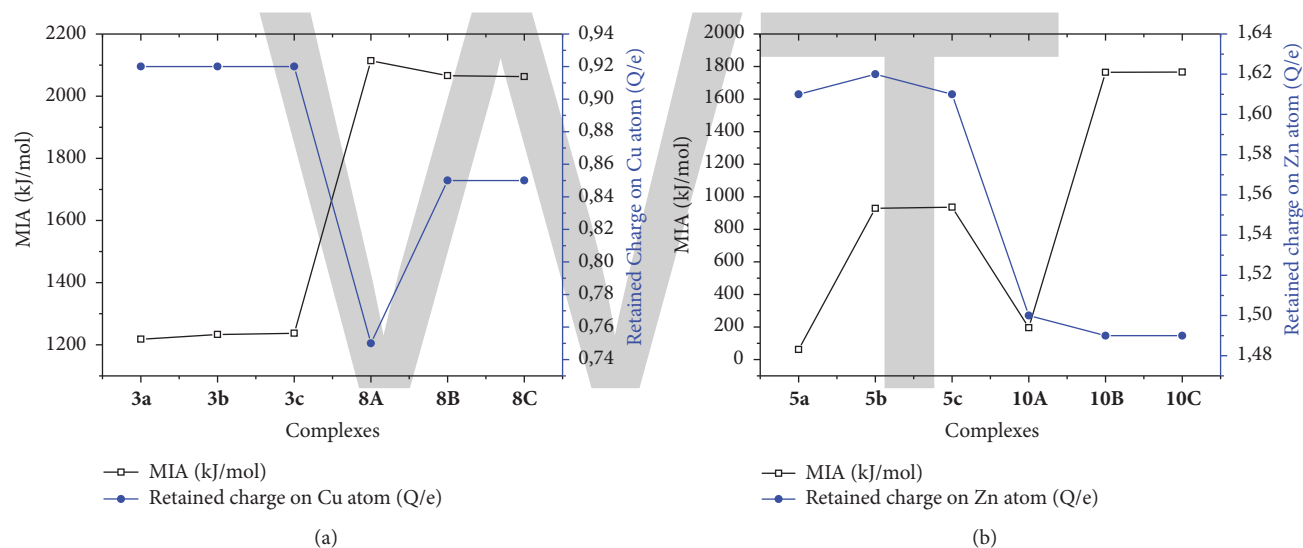 2200
2100
1800
1600
1400
1200
MIA (kJ/mol)
0,94
0,92
0,90
0,88
0,86
0,84
0,82
0,80
0,78
0,76
0,74
Retained Charge on Cu atom (Q/e)
3a 3b 3c 8A 8B 8C
Complexes
MIA (kJ/mol)
Retained charge on Cu atom (Q/e)
(a)
2000
1800
1600
1400
1200
1000
800
600
400
200
0
MIA (kJ/mol)
1,64
1,62
1,60
1,58
1,56
1,54
1,52
1,50
1,48
Retained charge on Zn atom (Q/e)
5a 5b 5c 10A 10B 10C
Complexes
MIA (kJ/mol)
Retained charge on Zn atom (Q/e)
(b)